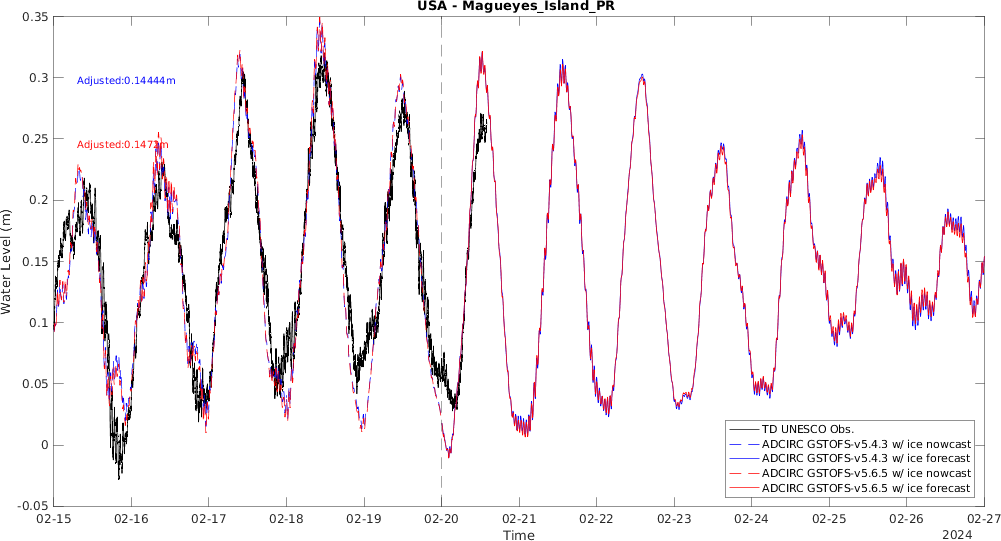 USA - Magueyes_Island_PR
0.35
0.3
0.25
0.2
0.15
0.1
0.05
0
-0.05
Water Level (m)
Adjusted:0.14444m
Adjusted:0.1472m
TD UNESCO Obs.
ADCIRC GSTOFS-v5.4.3 w/ ice nowcast
ADCIRC GSTOFS-v5.4.3 w/ ice forecast
ADCIRC GSTOFS-v5.6.5 w/ ice nowcast
ADCIRC GSTOFS-v5.6.5 w/ ice forecast
02-15 02-16 02-17 02-18 02-19 02-20 02-21 02-22 02-23 02-24 02-25 02-26 02-27
Time
2024